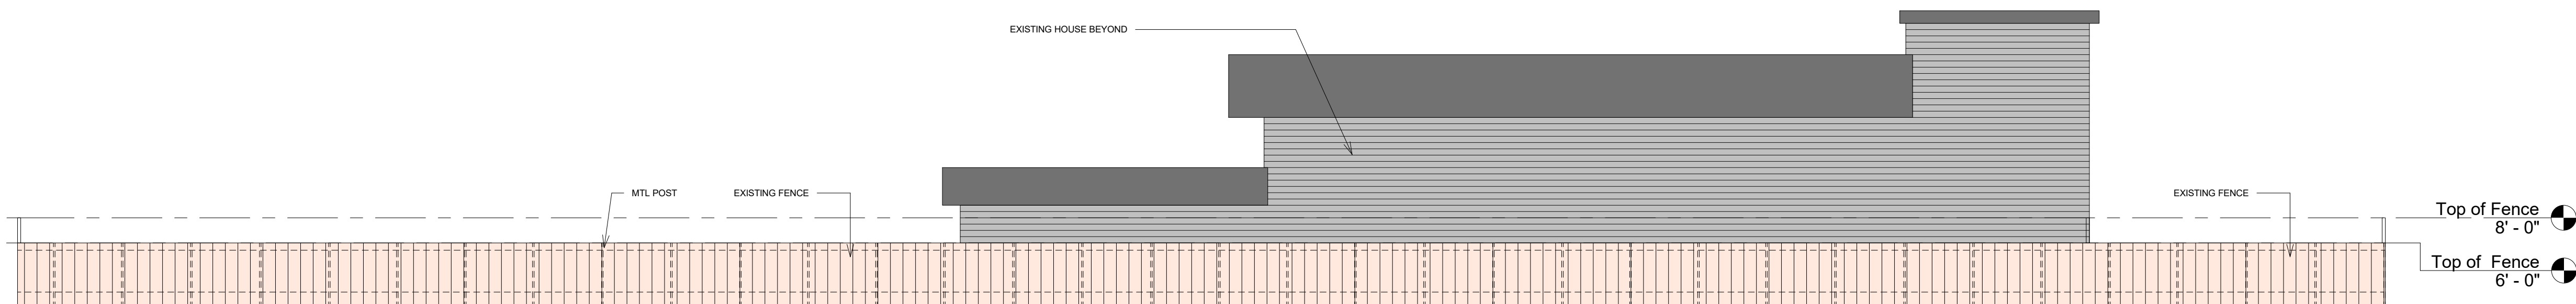 EXISTING HOUSE BEYOND
MTL POST
EXISTING FENCE
EXISTING FENCE
Top of Fence
8' - 0"
Top of Fence
6' - 0"